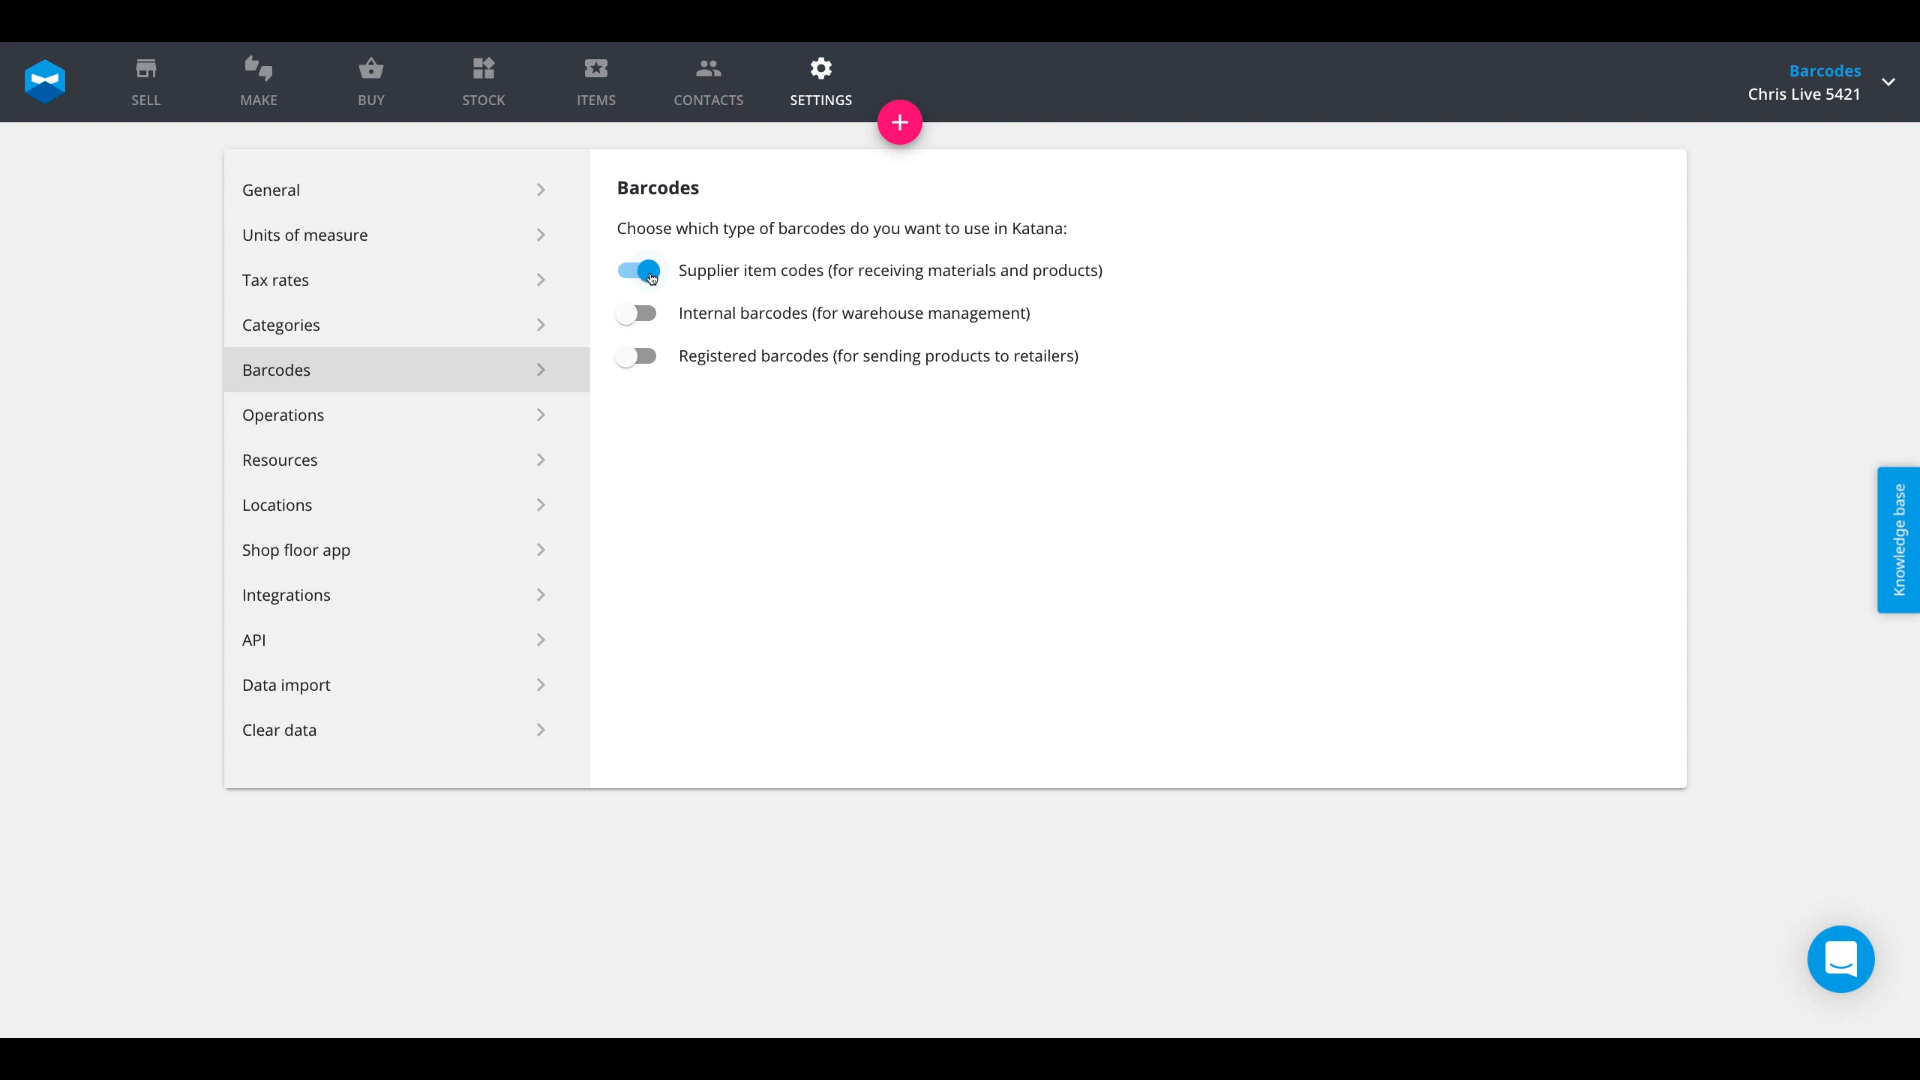 SELL
MAKE
BUY
STOCK
ITEMS
CONTACTS
SETTINGS
Barcodes
Chris Live 5421
+
General
Units of measure
Tax rates
Categories
Barcodes
Operations
Resources
Locations
Shop floor app
Integrations
API
Data import
Clear data
Barcodes
Choose which type of barcodes do you want to use in Katana:
Supplier item codes (for receiving materials and products)
Internal barcodes (for warehouse management)
Registered barcodes (for sending products to retailers)
Knowledge base